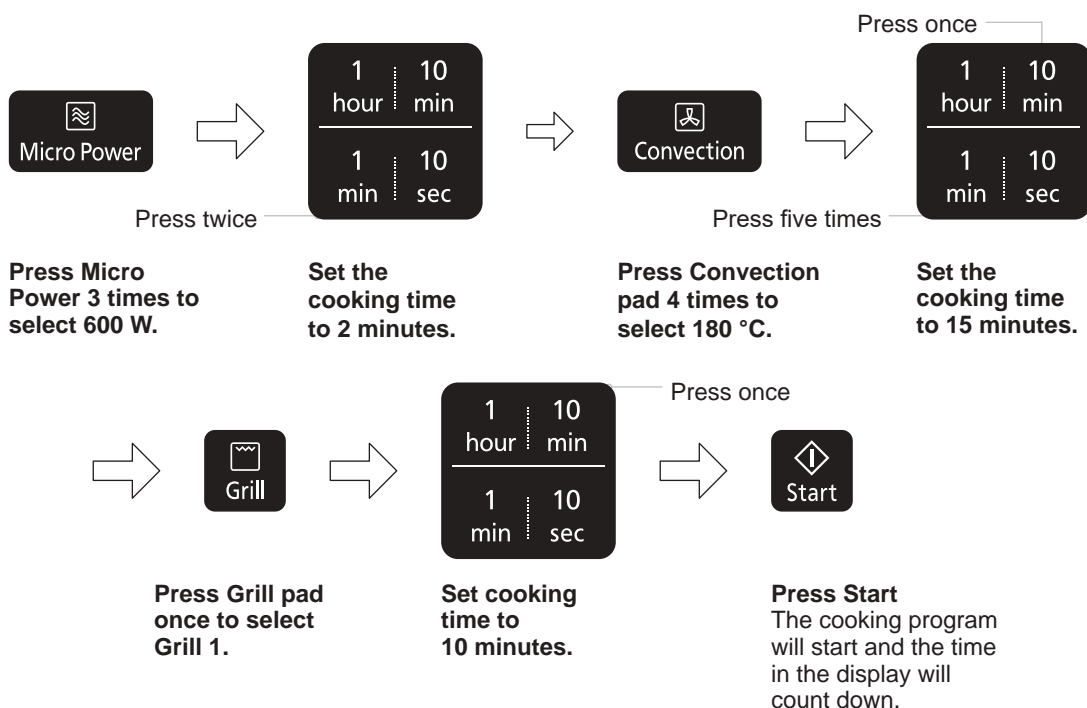 Press once
Micro Power
1 10
hour min
1 10
min sec
Press twice
Convection
1 10
hour min
1 10
min sec
Press five times
Press Micro
Power 3 times to
select 600 W.
Set the
cooking time
to 2 minutes.
Press Convection
pad 4 times to
select 180 °C.
Set the
cooking time
to 15 minutes.
Grill
1 10
hour min
1 10
min sec
Press once
Start
Press Grill pad
once to select
Grill 1.
Set cooking
time to
10 minutes.
Press Start
The cooking program
will start and the time
in the display will
count down.